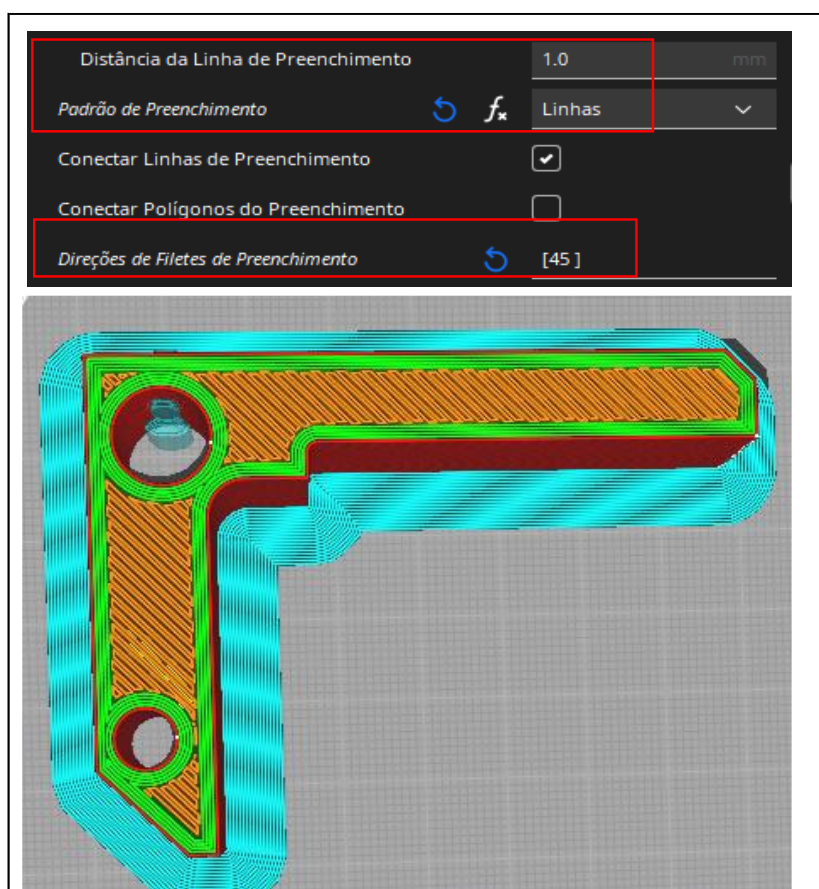 Distância da Linha de Preenchimento 1.0 mm
Padrão de Preenchimento Linhas
Conectar Linhas de Preenchimento
Conectar Polígonos do Preenchimento
Direções de Filetes de Preenchimento [45 ]